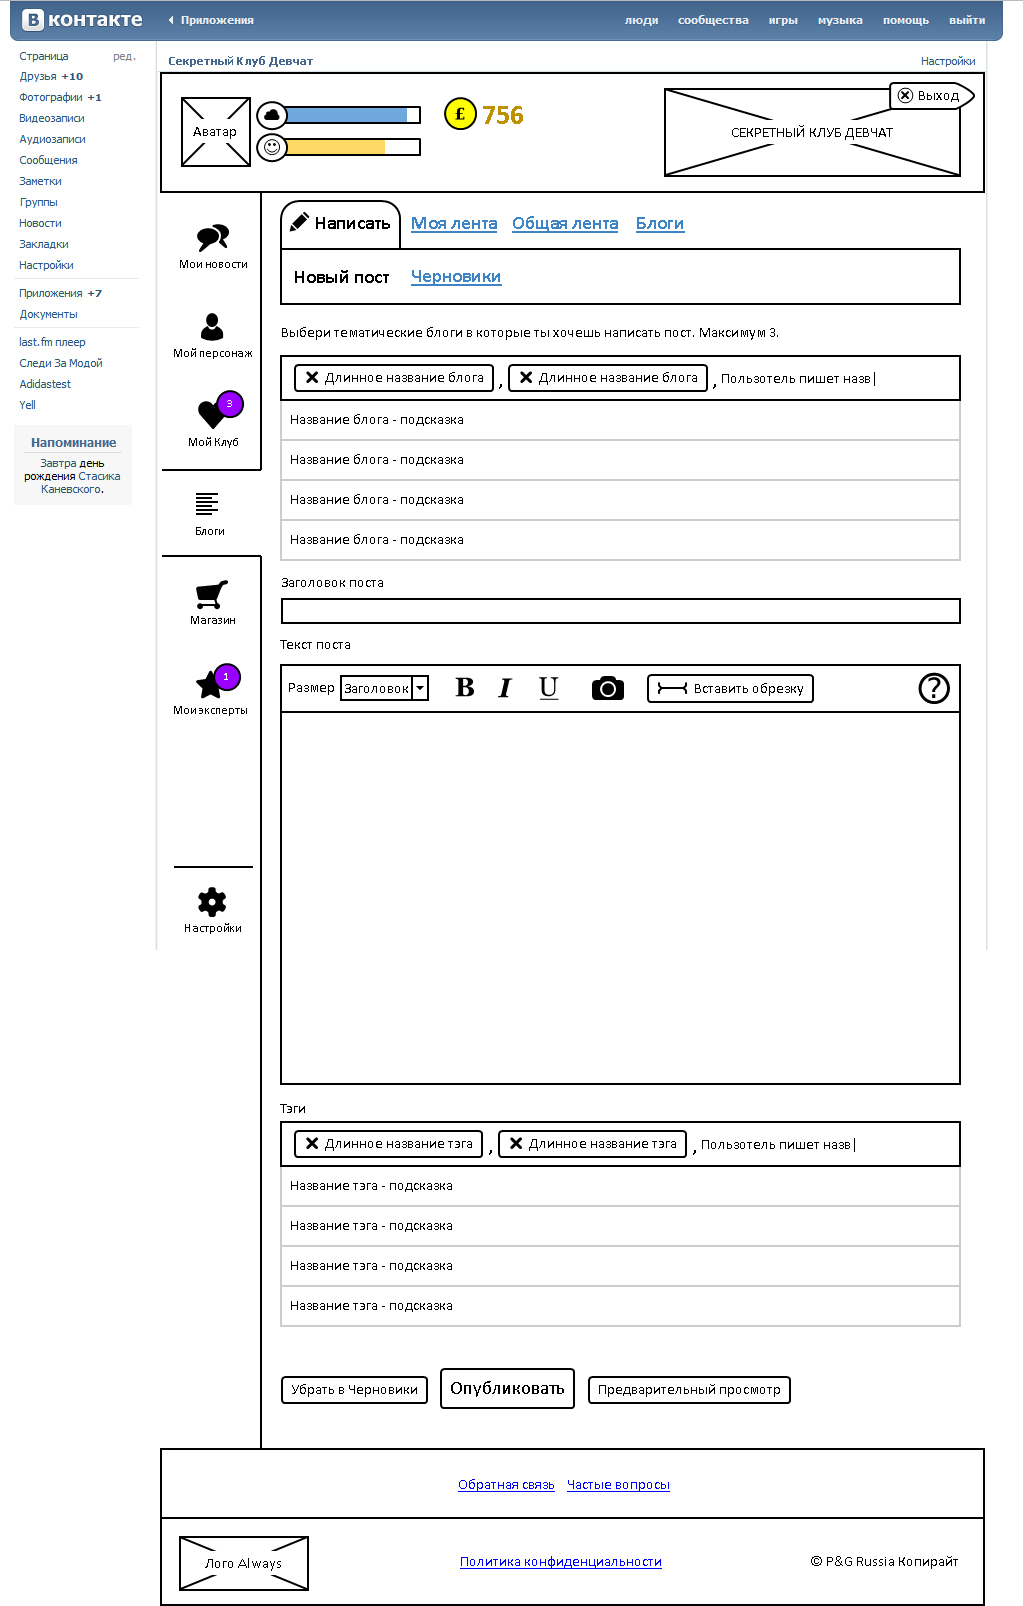 В контакте
Приложения
люди сообщества игры музыка помощь выйти
Страница ред.
Друзья +10
Фотографии +1
Видеозаписи
Аудиозаписи
Сообщения
Заметки
Группы
Новости
Закладки
Настройки
Приложения +7
Документы
last.fm плеер
Следи За Модой
Adidastest
Yell
Напоминание
Завтра день
рождения Стасика
Каневского.
Секретный Клуб Девчат
Настройки
Аватар
£ 756
Выход
СЕКРЕТНЫЙ КЛУБ ДЕВЧАТ
Мои новости
Мой персонаж
3
Мой Клуб
Блоги
Магазин
1
Мои эксперты
Настройки
Написать Моя лента Общая лента Блоги
Новый пост Черновики
Выбери тематические блоги в которые ты хочешь написать пост. Максимум 3.
Длинное название блога , Длинное название блога , Пользотель пишет назв|
Название блога - подсказка
Название блога - подсказка
Название блога - подсказка
Название блога - подсказка
Заголовок поста
Текст поста
Размер Заголовок B I U Вставить обрезку ?
Тэги
Длинное название тэга , Длинное название тэга , Пользотель пишет назв|
Название тэга - подсказка
Название тэга - подсказка
Название тэга - подсказка
Название тэга - подсказка
Убрать в Черновики Опубликовать Предварительный просмотр
Обратная связь Частые вопросы
Лого Always
Политика конфиденциальности
© P&G Russia Копирайт